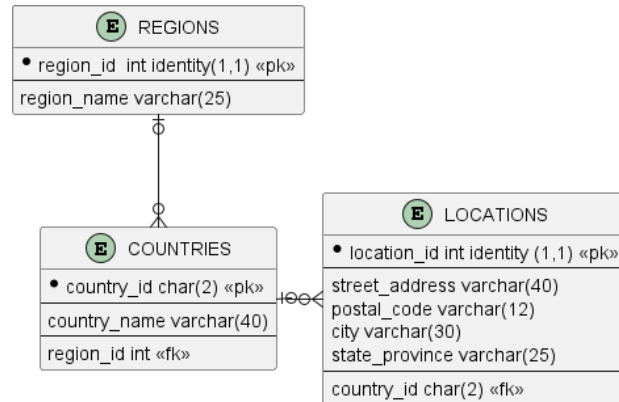 E REGIONS
• region_id int identity(1,1) «pk»
region_name varchar(25)
E COUNTRIES
• country_id char(2) «pk»
country_name varchar(40)
region_id int «fk»
E LOCATIONS
• location_id int identity (1,1) «pk»
street_address varchar(40)
postal_code varchar(12)
city varchar(30)
state_province varchar(25)
country_id char(2) «fk»